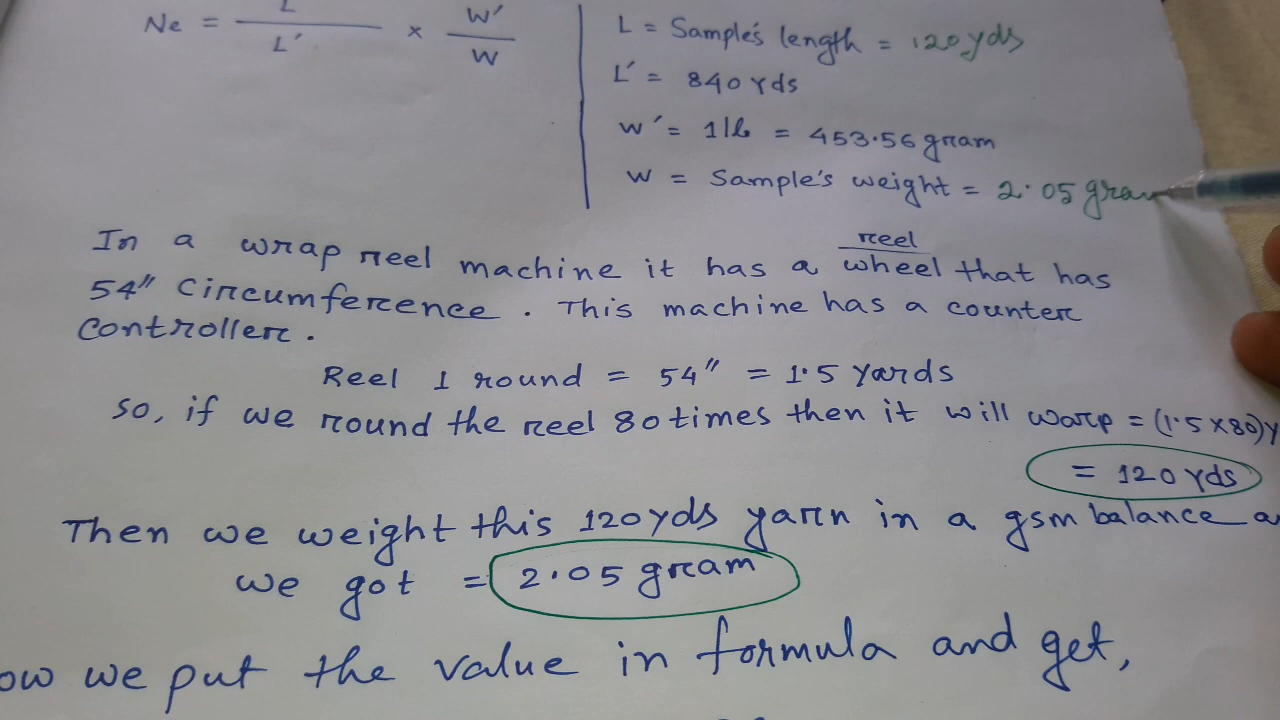 Ne = L / L' × W' / W
L = Sample's length = 120 yds
L' = 840 Yds
W' = 1 lb = 453.56 gram
W = Sample's weight = 2.05 gram
In a wrap reel machine it has a wheel that has
reel
54" Circumference. This machine has a counter
Controller.
Reel 1 round = 54" = 1.5 Yards
So, if we round the reel 80 times then it will warp = (1.5 x 80) Y
= 120 Yds
Then we weight this 120 yds yarn in a gsm balance a
we got = 2.05 gram
ow we put the value in formula and get,